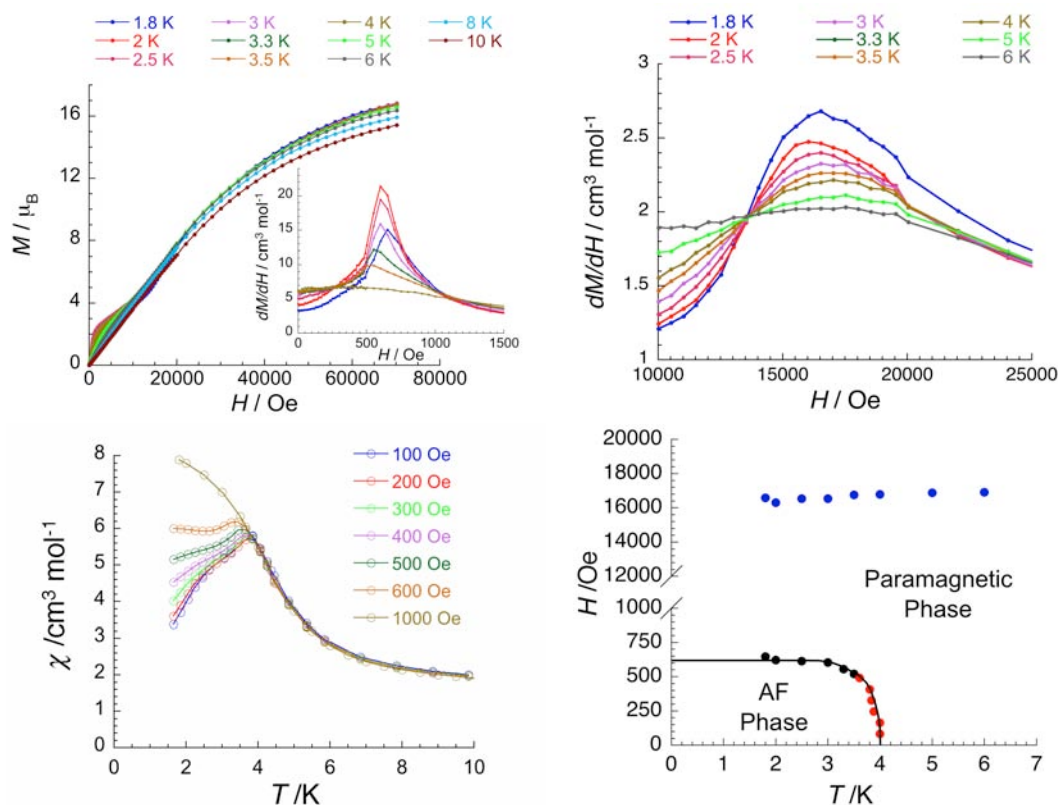 1.8 K 3 K 4 K 8 K
2 K 3.3 K 5 K 10 K
2.5 K 3.5 K 6 K
M / μB
16
12
8
4
0
0 20000 40000 60000 80000
H / Oe
dM/dH / cm³ mol⁻¹
20
15
10
5
0
0 500 1000 1500
H / Oe
1.8 K 3 K 4 K
2 K 3.3 K 5 K
2.5 K 3.5 K 6 K
dM/dH / cm³ mol⁻¹
3
2.5
2
1.5
1
10000 15000 20000 25000
H / Oe
χ /cm³ mol⁻¹
8
7
6
5
4
3
2
1
0
0 2 4 6 8 10
T /K
100 Oe
200 Oe
300 Oe
400 Oe
500 Oe
600 Oe
1000 Oe
H /Oe
20000
18000
16000
14000
12000
1000
750
500
250
0
0 1 2 3 4 5 6 7
T /K
Paramagnetic
Phase
AF
Phase